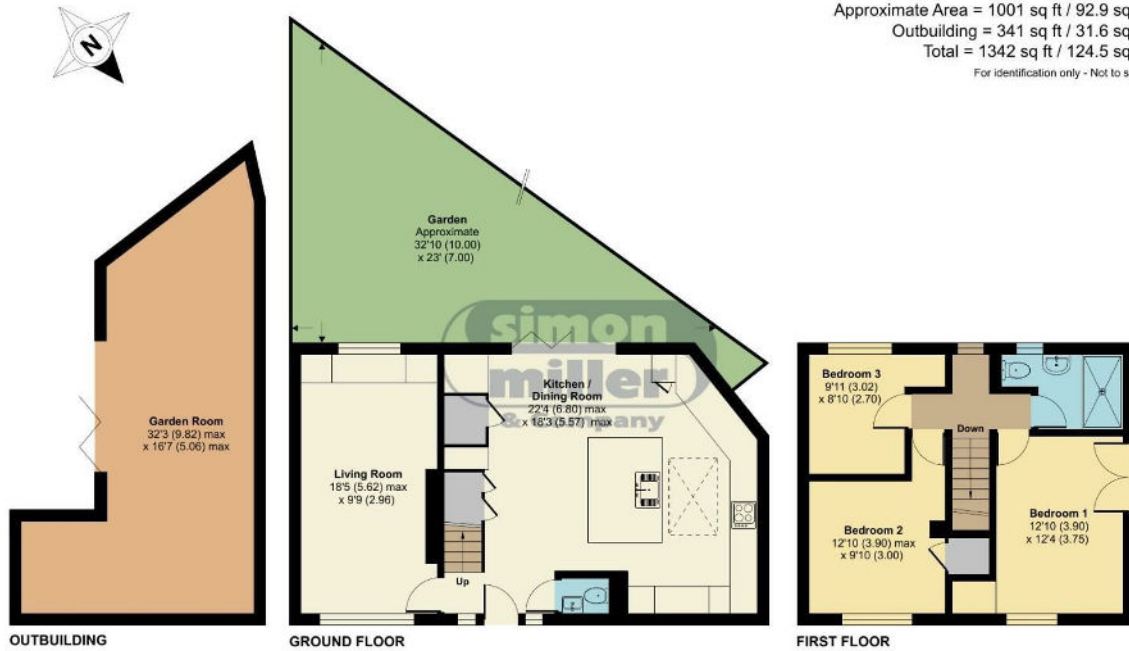 N
Approximate Area = 1001 sq ft / 92.9 sq
Outbuilding = 341 sq ft / 31.6 sq
Total = 1342 sq ft / 124.5 sq
For identification only - Not to s
Garden
Approximate
32'10 (10.00)
x 23' (7.00)
simon
miller
& Company
Garden Room
32'3 (9.82) max
x 16'7 (5.06) max
Living Room
18'5 (5.62) max
x 9'9 (2.96)
Kitchen /
Dining Room
22'4 (6.80) max
x 18'3 (5.57) max
Up
Bedroom 3
9'11 (3.02)
x 8'10 (2.70)
Down
Bedroom 2
12'10 (3.90) max
x 9'10 (3.00)
Bedroom 1
12'10 (3.90)
x 12'4 (3.75)
OUTBUILDING
GROUND FLOOR
FIRST FLOOR